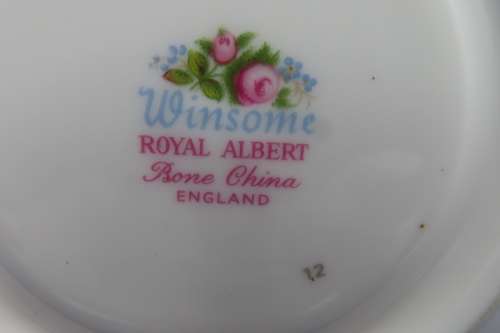 Winsome
ROYAL ALBERT
Bone China
ENGLAND
12